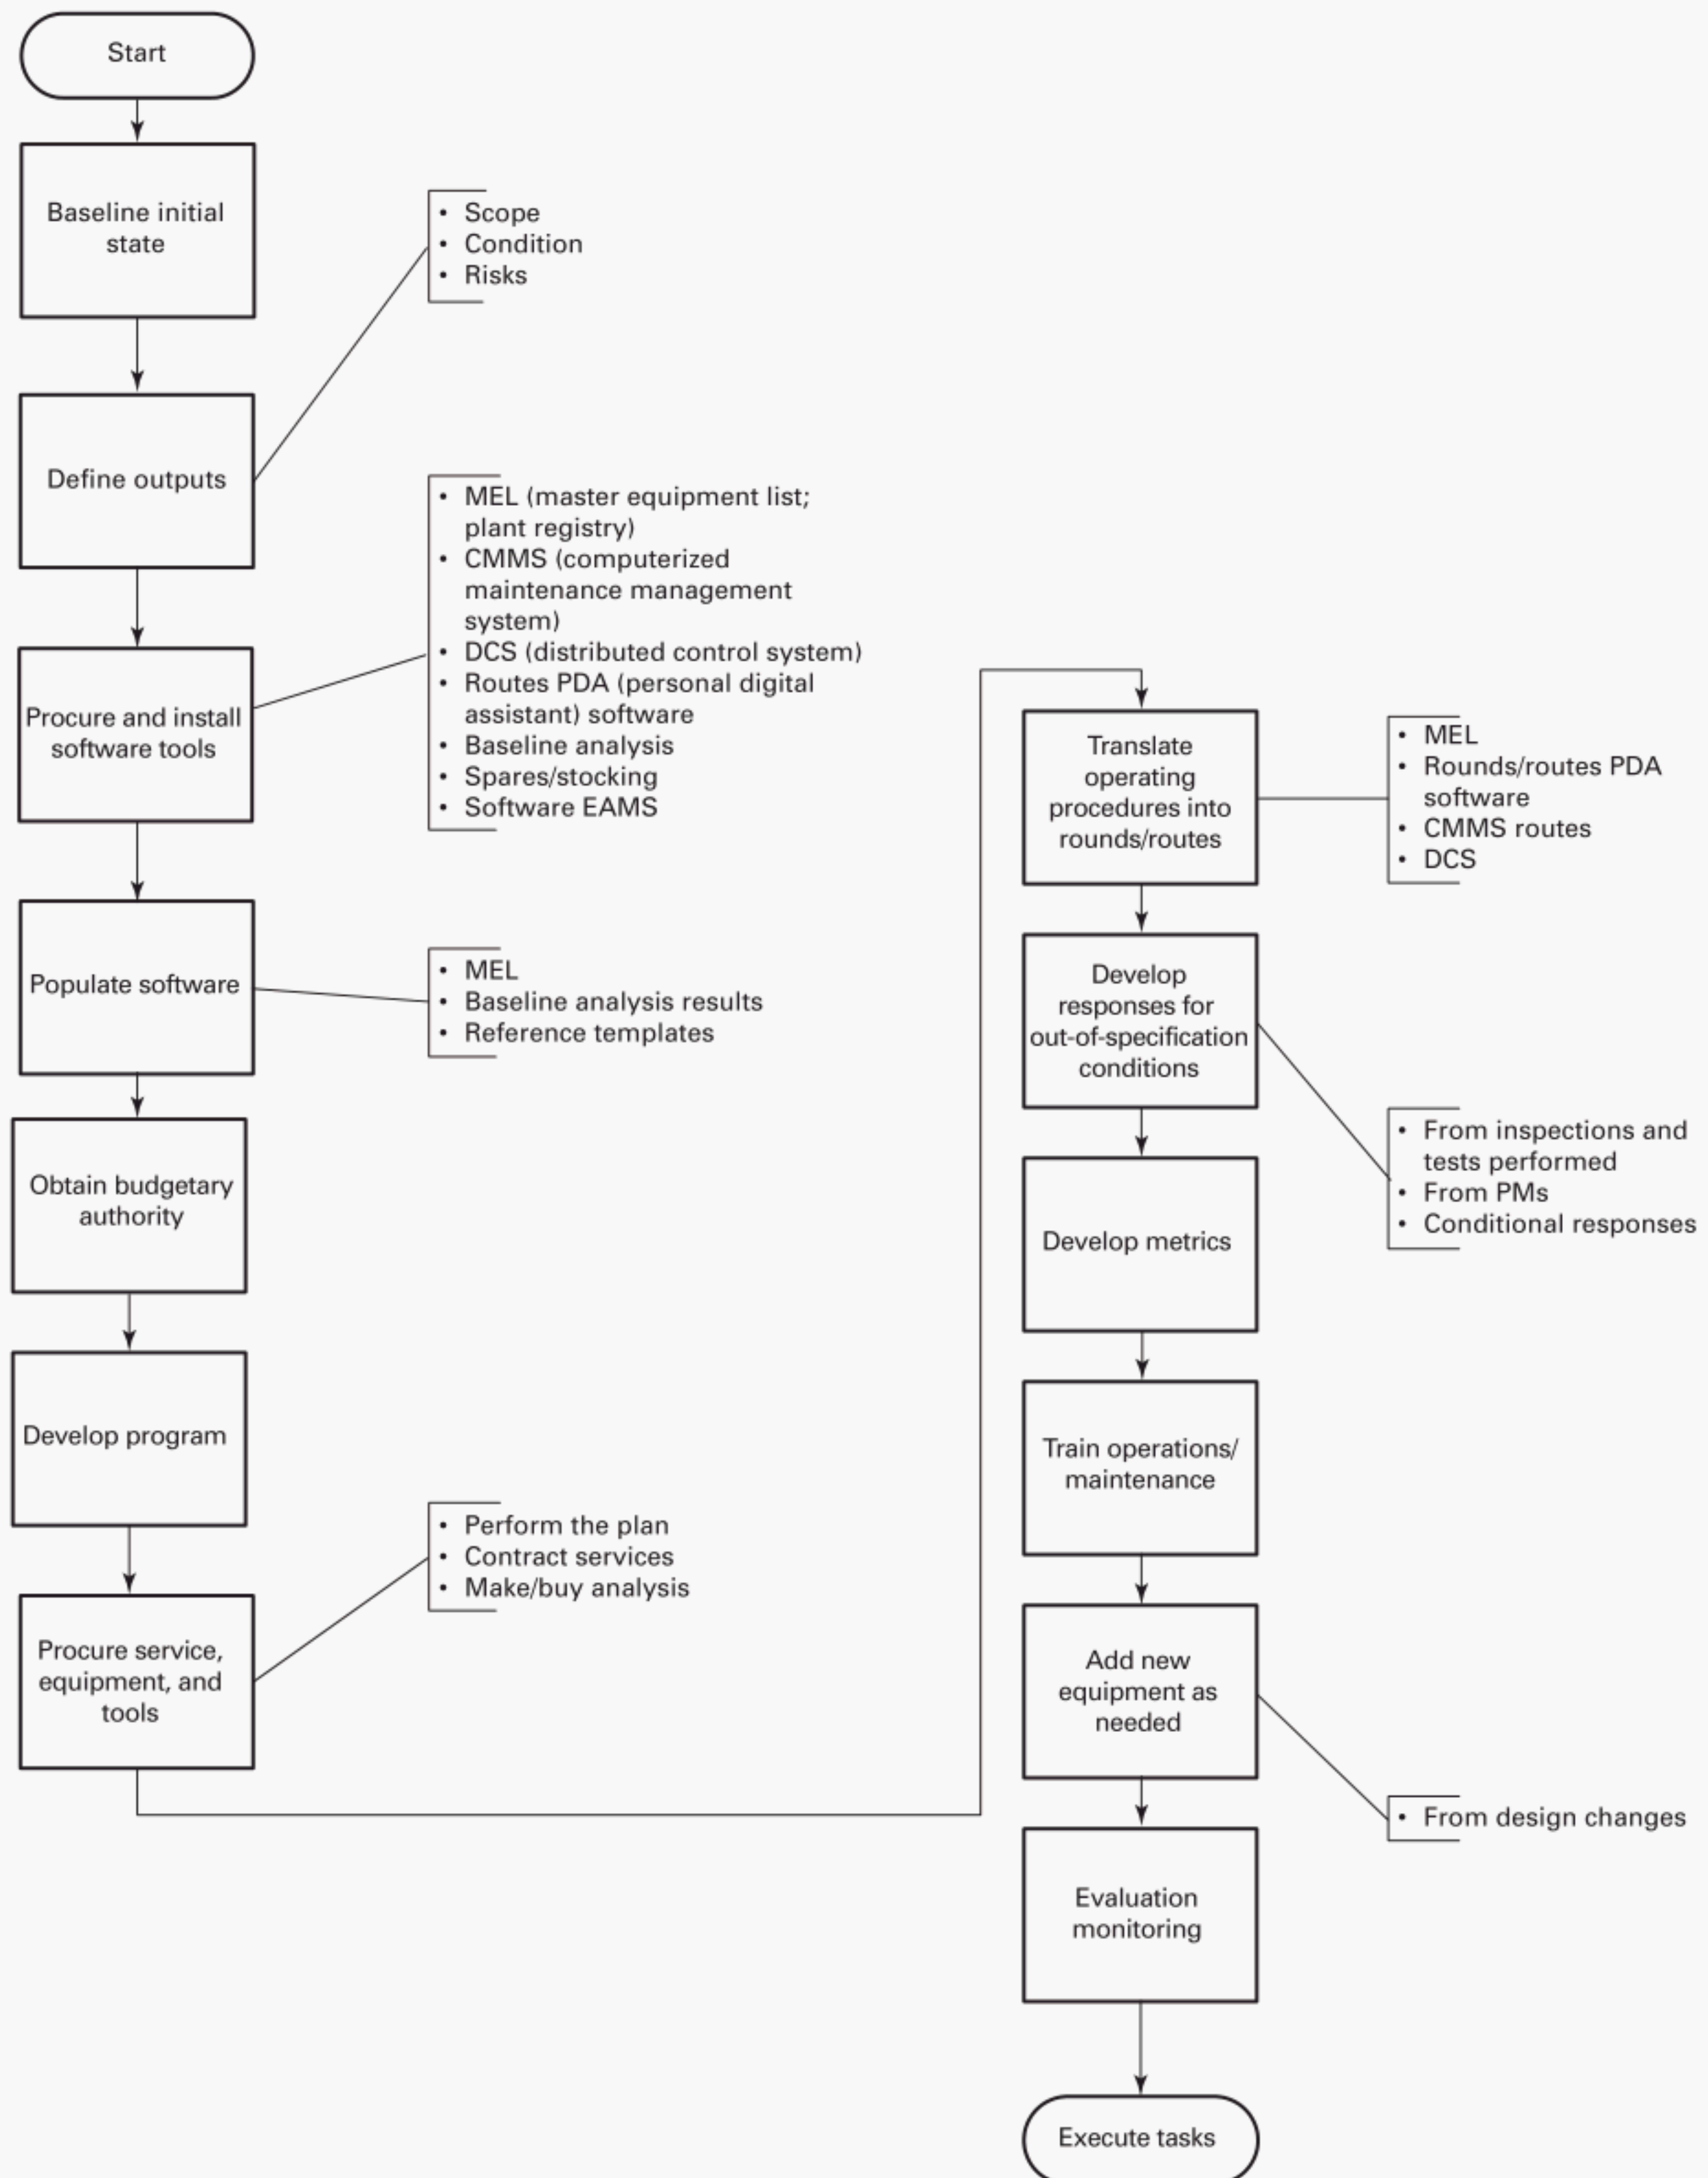 Start
Baseline initial
state
• Scope
• Condition
• Risks
Define outputs
• MEL (master equipment list;
plant registry)
• CMMS (computerized
maintenance management
system)
• DCS (distributed control system)
• Routes PDA (personal digital
assistant) software
• Baseline analysis
• Spares/stocking
• Software EAMS
Procure and install
software tools
Populate software
• MEL
• Baseline analysis results
• Reference templates
Obtain budgetary
authority
Develop program
• Perform the plan
• Contract services
• Make/buy analysis
Procure service,
equipment, and
tools
Translate
operating
procedures into
rounds/routes
• MEL
• Rounds/routes PDA
software
• CMMS routes
• DCS
Develop
responses for
out-of-specification
conditions
• From inspections and
tests performed
• From PMs
• Conditional responses
Develop metrics
Train operations/
maintenance
Add new
equipment as
needed
• From design changes
Evaluation
monitoring
Execute tasks